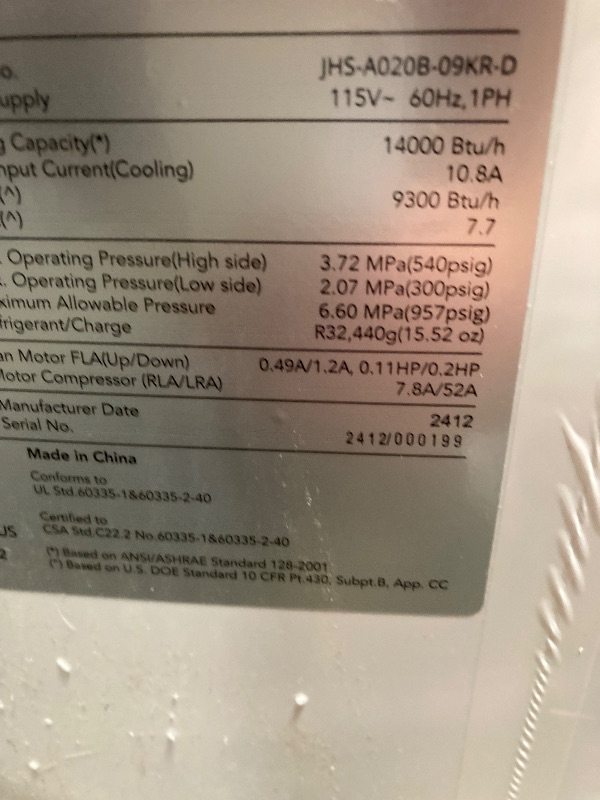 o. JHS-A020B-09KR-D
upply 115V~ 60Hz,1PH
g Capacity(*) 14000 Btu/h
nput Current(Cooling) 10.8A
(^) 9300 Btu/h
(^) 7.7
. Operating Pressure(High side) 3.72 MPa(540psig)
. Operating Pressure(Low side) 2.07 MPa(300psig)
ximum Allowable Pressure 6.60 MPa(957psig)
frigerant/Charge R32,440g(15.52 oz)
an Motor FLA(Up/Down) 0.49A/1.2A, 0.11HP/0.2HP
Motor Compressor (RLA/LRA) 7.8A/52A
Manufacturer Date 2412
Serial No. 2412/000199
Made in China
Conforms to
UL Std.60335-1&60335-2-40
Certified to
US CSA Std.C22.2 No.60335-1&60335-2-40
2 (*) Based on ANSI/ASHRAE Standard 128-2001
(^) Based on U.S. DOE Standard 10 CFR Pt.430, Subpt.B, App. CC